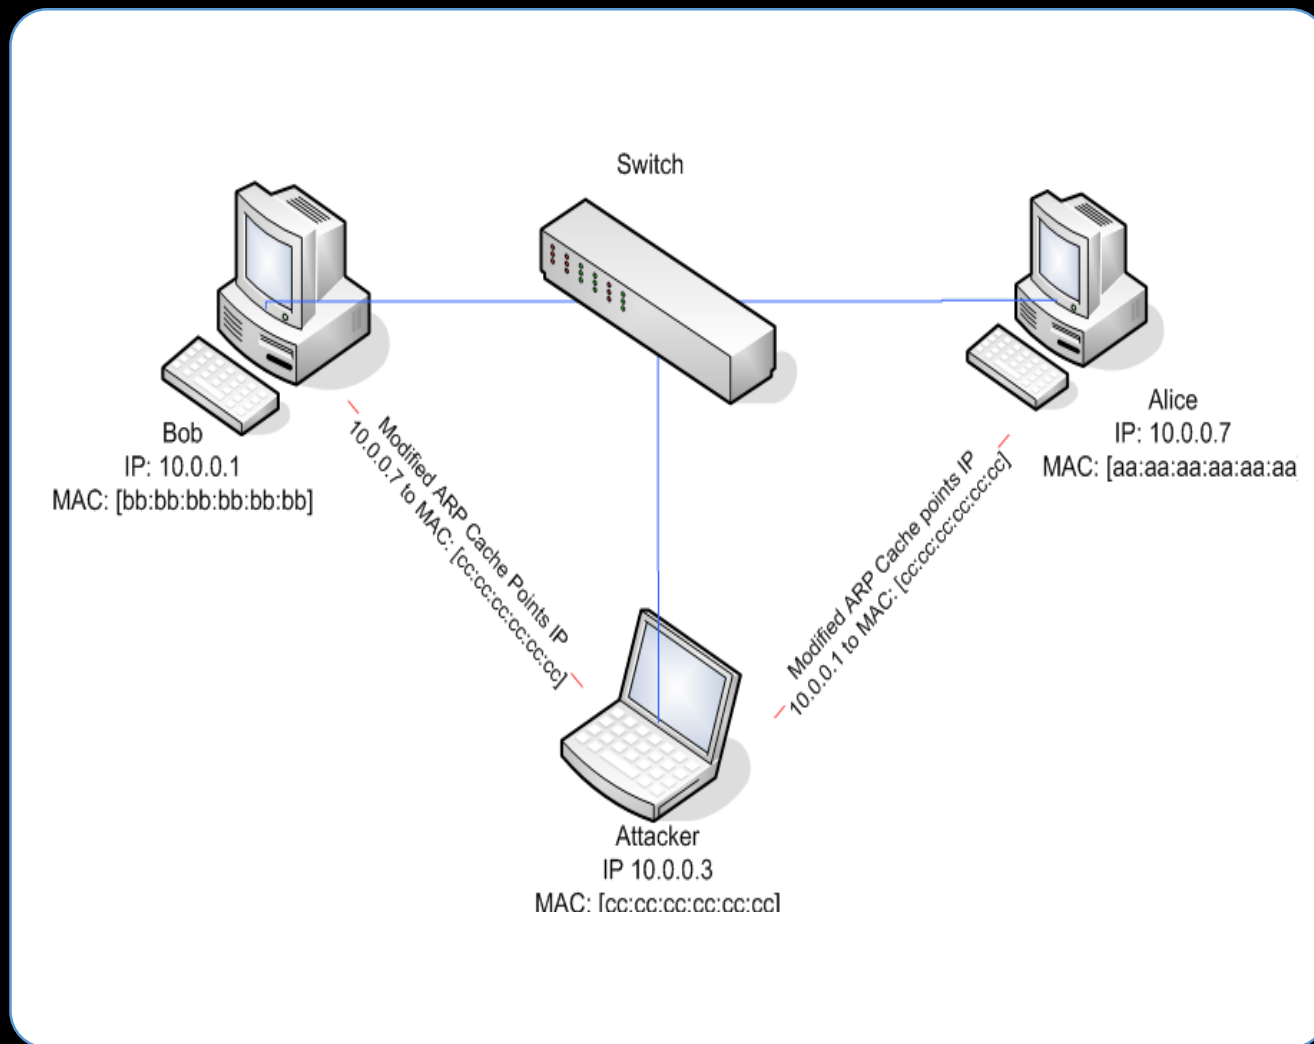 Switch
Bob
IP: 10.0.0.1
MAC: [bb:bb:bb:bb:bb:bb]
Alice
IP: 10.0.0.7
MAC: [aa:aa:aa:aa:aa:aa
Modified ARP Cache Points IP
10.0.0.7 to MAC: [cc:cc:cc:cc:cc:cc]
Modified ARP Cache points IP
10.0.0.1 to MAC: [cc:cc:cc:cc:cc:cc]
Attacker
IP 10.0.0.3
MAC: [cc:cc:cc:cc:cc:cc]